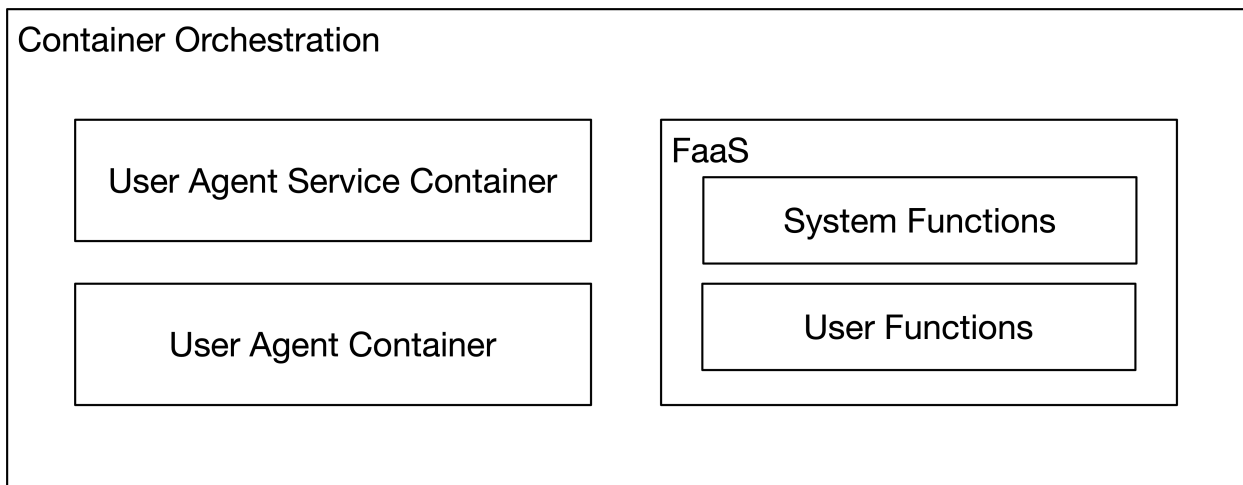 Container Orchestration
User Agent Service Container
User Agent Container
FaaS
System Functions
User Functions